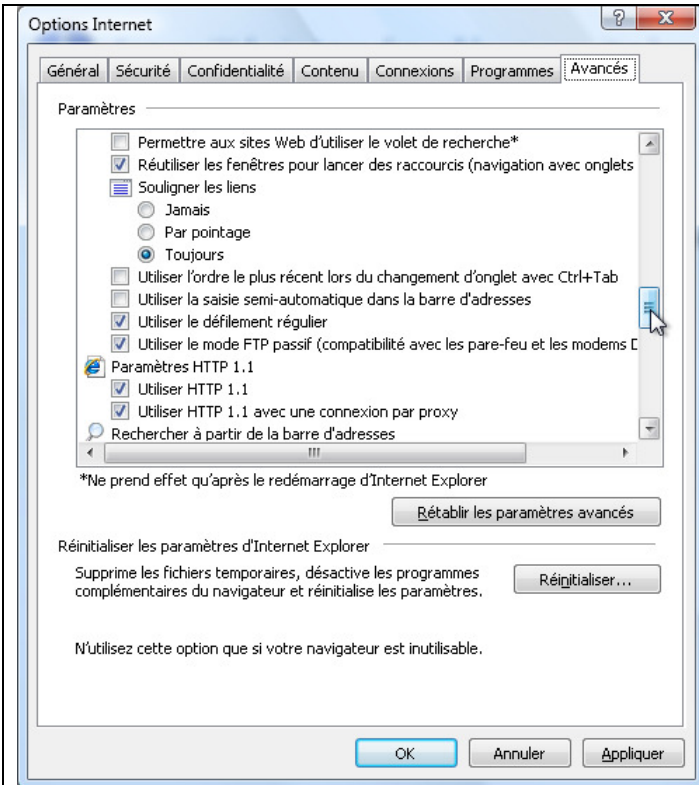 Options Internet
Général Sécurité Confidentialité Contenu Connexions Programmes Avancés
Paramètres
Permettre aux sites Web d'utiliser le volet de recherche*
Réutiliser les fenêtres pour lancer des raccourcis (navigation avec onglets
Souligner les liens
Jamais
Par pointage
Toujours
Utiliser l'ordre le plus récent lors du changement d'onglet avec Ctrl+Tab
Utiliser la saisie semi-automatique dans la barre d'adresses
Utiliser le défilement régulier
Utiliser le mode FTP passif (compatibilité avec les pare-feu et les modems D
Paramètres HTTP 1.1
Utiliser HTTP 1.1
Utiliser HTTP 1.1 avec une connexion par proxy
Rechercher à partir de la barre d'adresses
*Ne prend effet qu'après le redémarrage d'Internet Explorer
Rétablir les paramètres avancés
Réinitialiser les paramètres d'Internet Explorer
Supprime les fichiers temporaires, désactive les programmes
complémentaires du navigateur et réinitialise les paramètres.
Réinitialiser...
N'utilisez cette option que si votre navigateur est inutilisable.
OK Annuler Appliquer